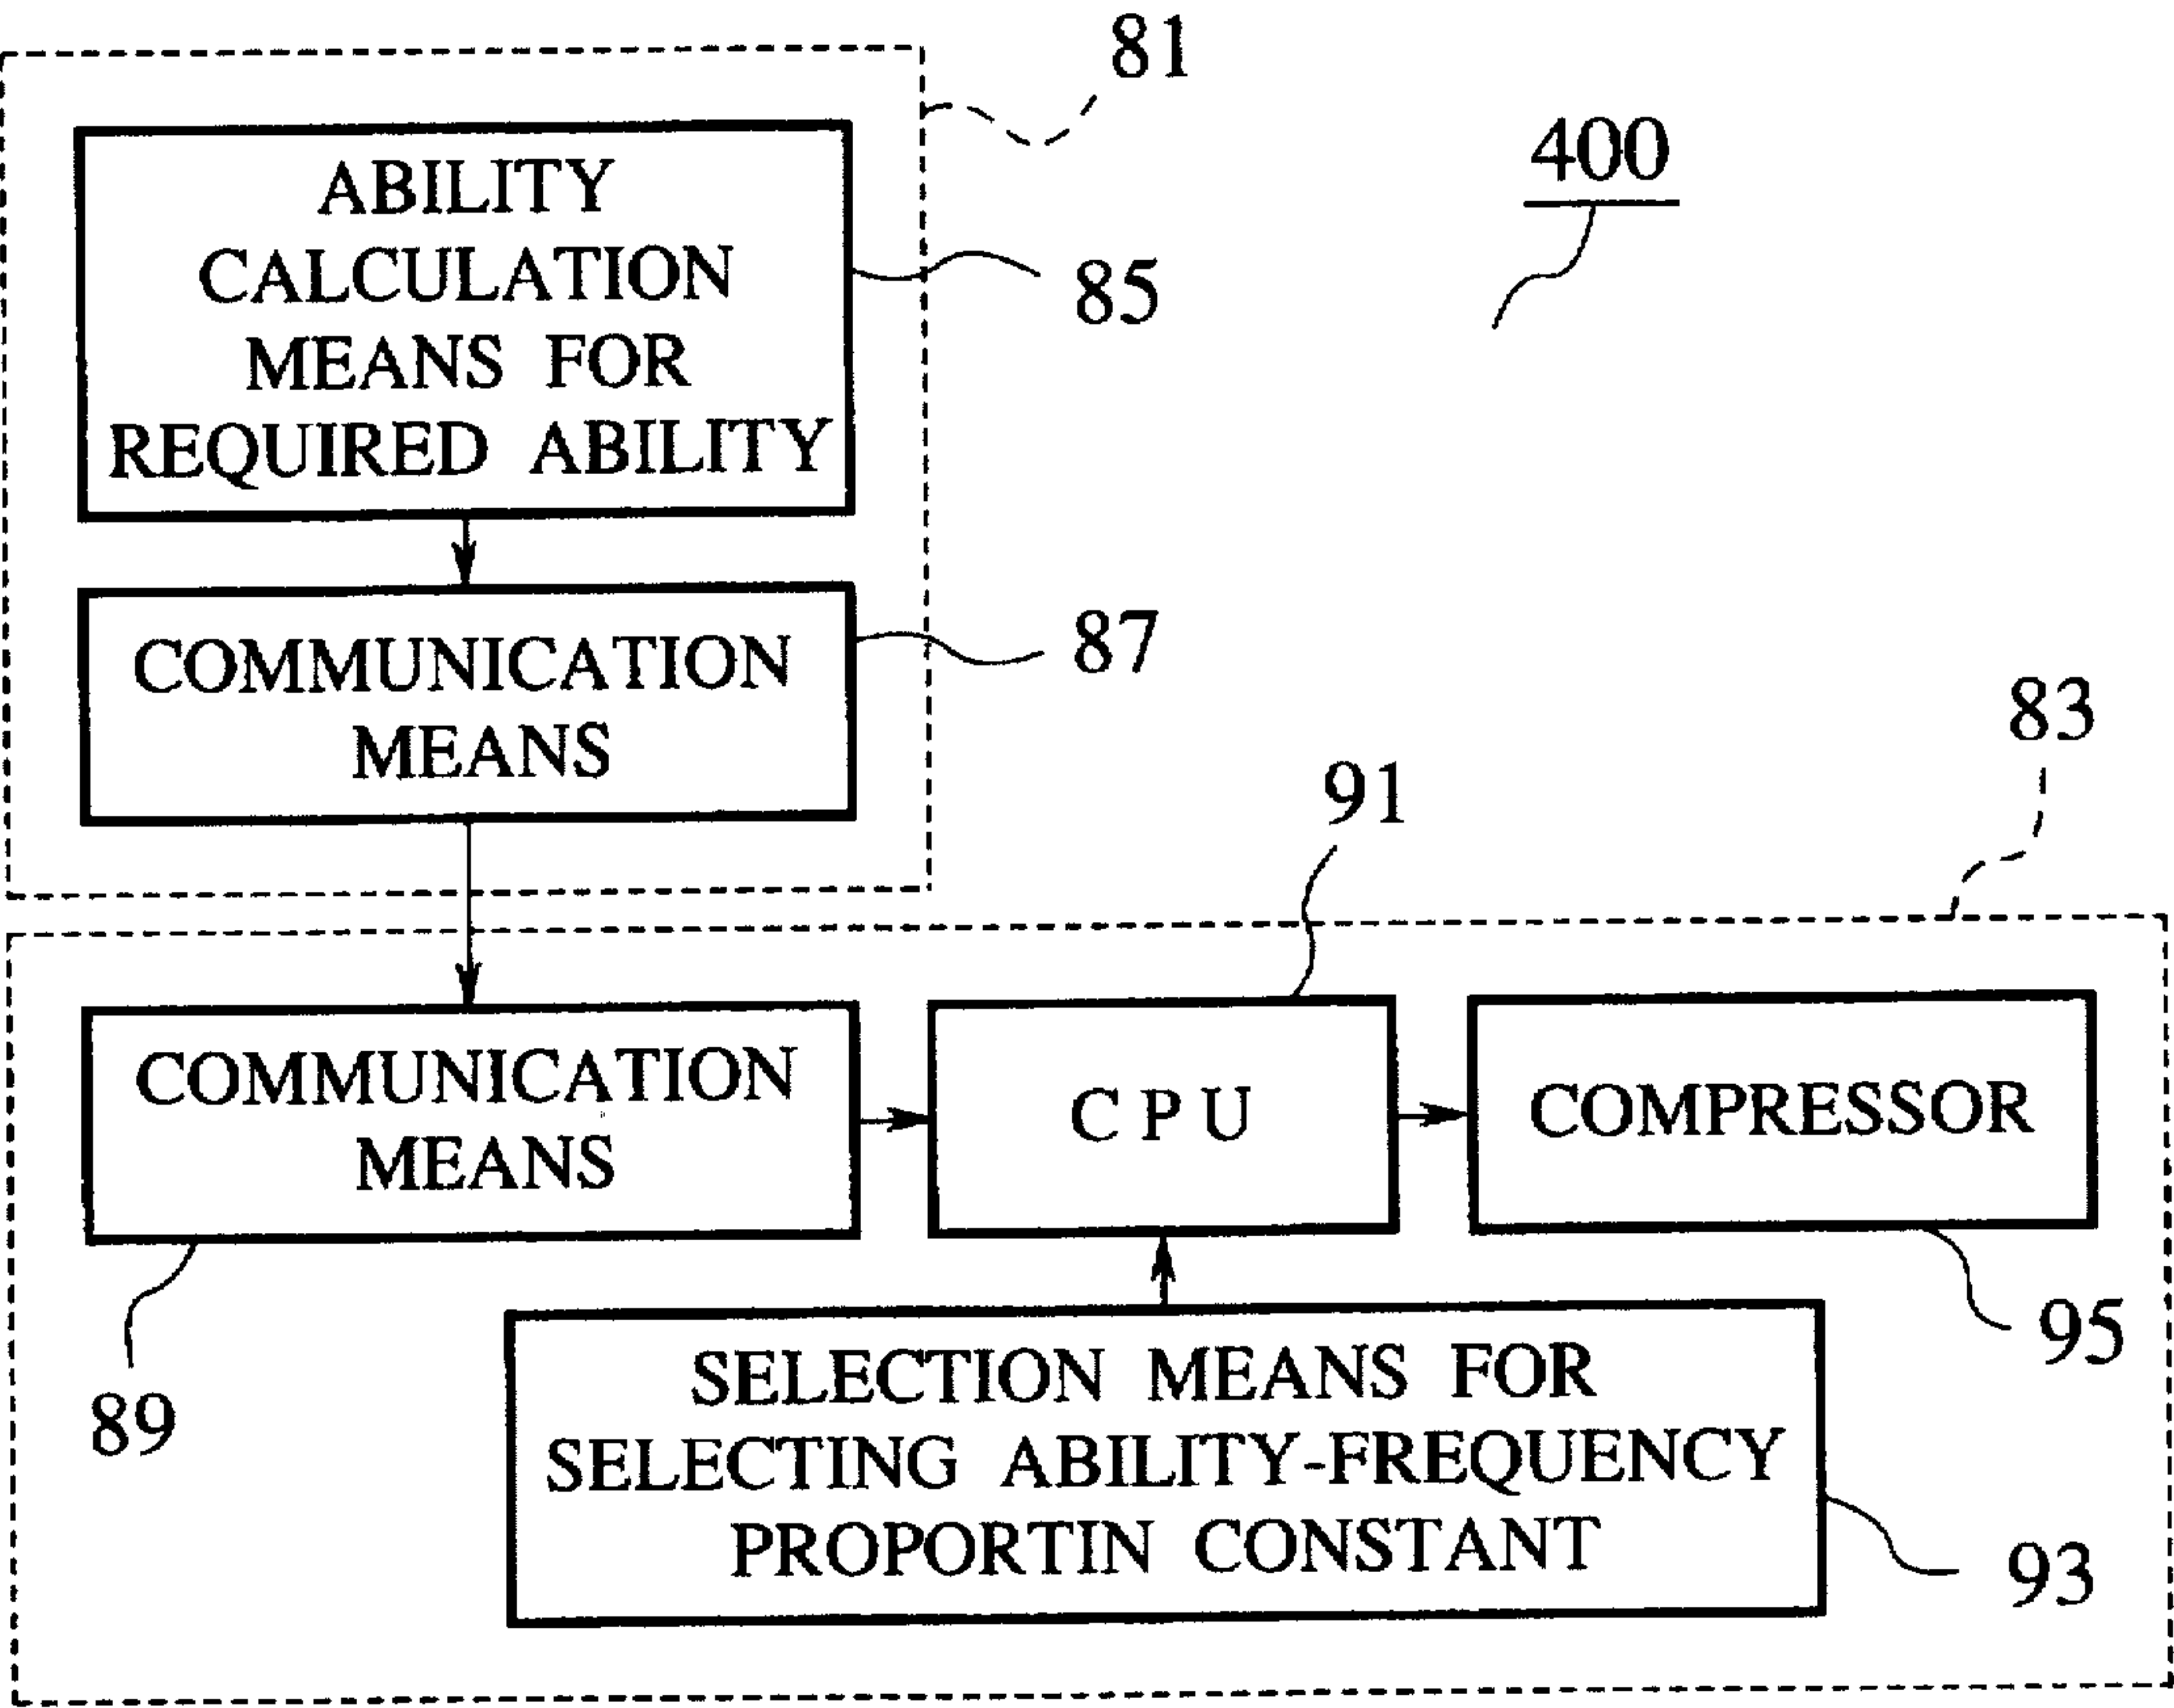 81
400
ABILITY
CALCULATION
MEANS FOR
REQUIRED ABILITY
85
COMMUNICATION
MEANS
87
83
91
COMMUNICATION
MEANS
CPU
COMPRESSOR
89
95
SELECTION MEANS FOR
SELECTING ABILITY-FREQUENCY
PROPORTIN CONSTANT
93